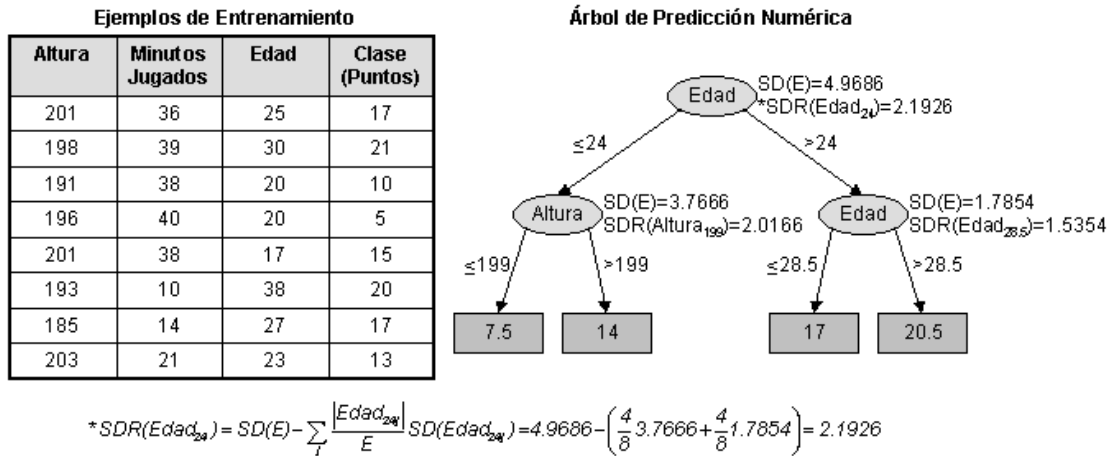 Ejemplos de Entrenamiento
Altura Minutos Jugados Edad Clase (Puntos)
201 36 25 17
198 39 30 21
191 38 20 10
196 40 20 5
201 38 17 15
193 10 38 20
185 14 27 17
203 21 23 13
Árbol de Predicción Numérica
Edad
SD(E)=4.9686
*SDR(Edad24)=2.1926
≤24 >24
Altura
SD(E)=3.7666
SDR(Altura199)=2.0166
Edad
SD(E)=1.7854
SDR(Edad28.5)=1.5354
≤199 >199 ≤28.5 >28.5
7.5 14 17 20.5
*SDR(Edad24) = SD(E)- ∑i |Edad24i|/E SD(Edad24i) =4.9686-(4/8 3.7666+4/8 1.7854)= 2.1926